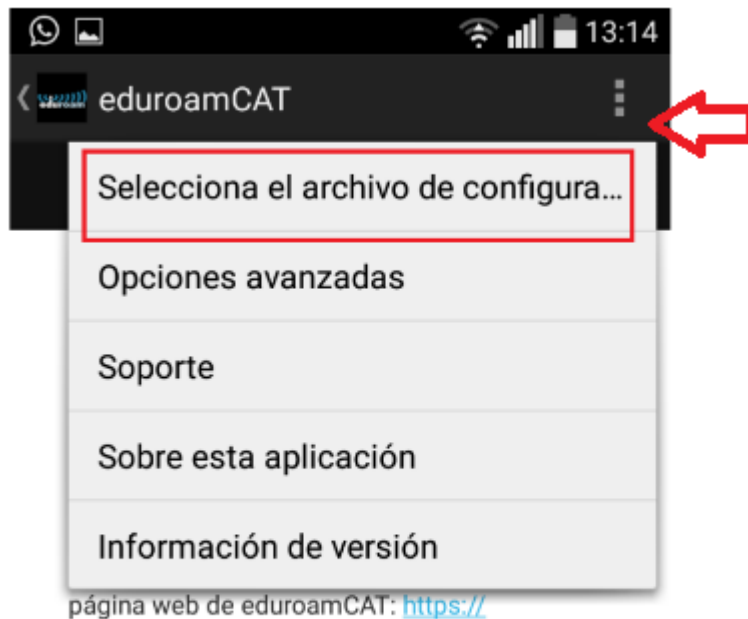 13:14
eduroam eduroamCAT
Selecciona el archivo de configura...
Opciones avanzadas
Soporte
Sobre esta aplicación
Información de versión
página web de eduroamCAT: https://